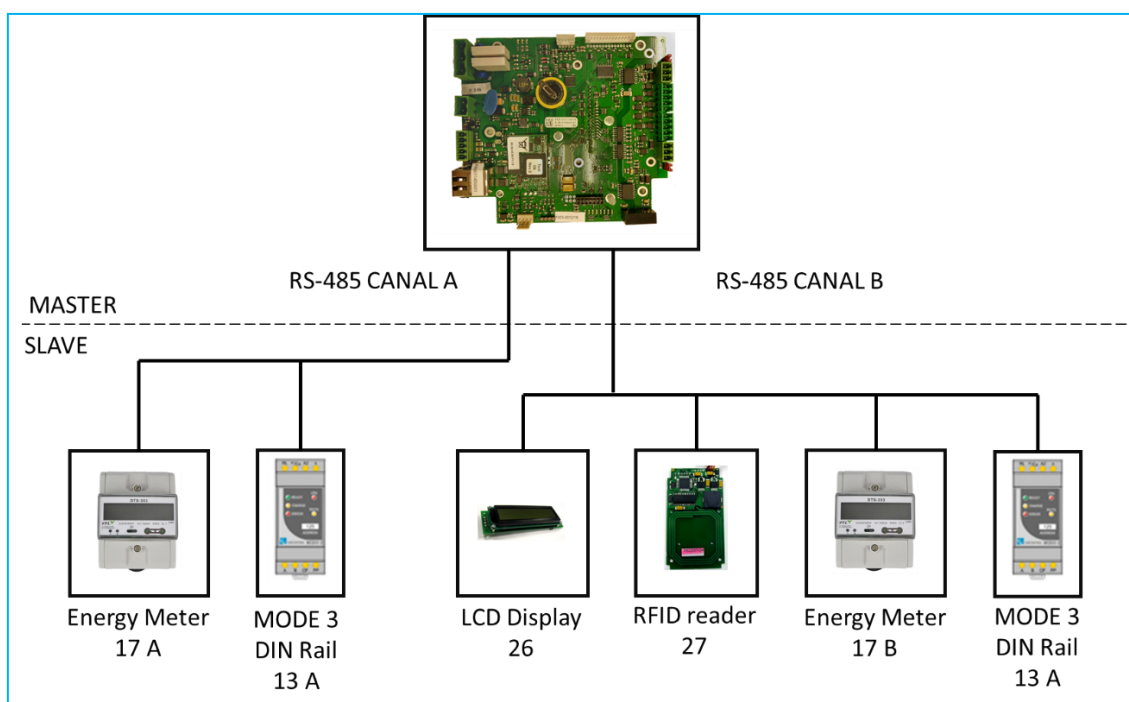 RS-485 CANAL A
RS-485 CANAL B
MASTER
SLAVE
Energy Meter
17 A
MODE 3
DIN Rail
13 A
LCD Display
26
RFID reader
27
Energy Meter
17 B
MODE 3
DIN Rail
13 A